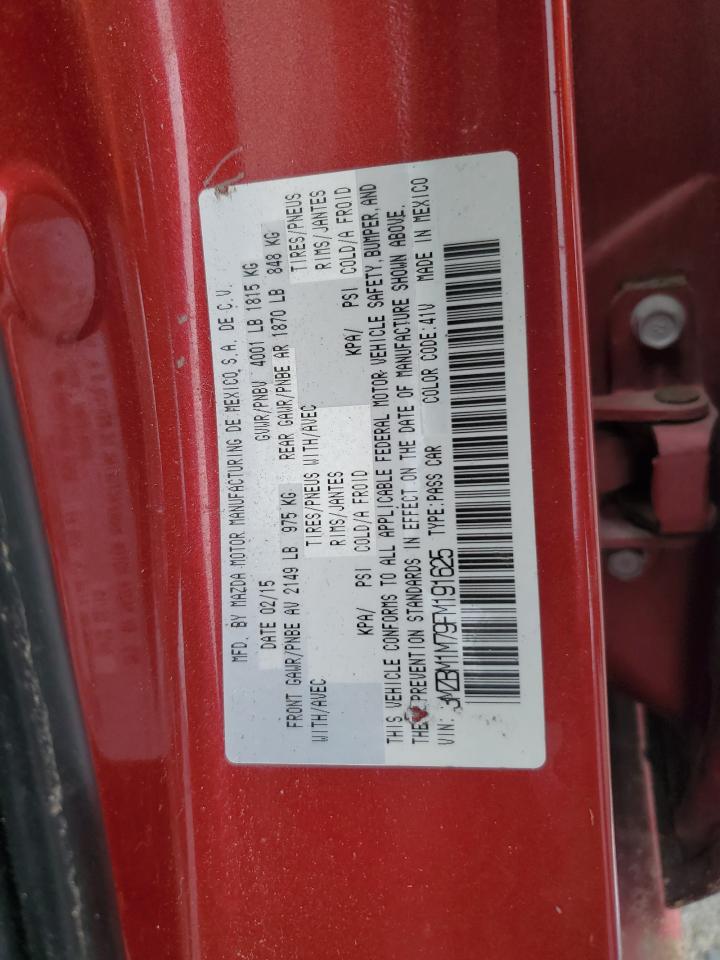 MFD. BY MAZDA MOTOR MANUFACTURING DE MEXICO,S.A. DE C.V.
DATE 02/15 GVWR/PNBV 4001 LB 1815 KG
FRONT GAWR/PNBE AV 2149 LB 975 KG REAR GAWR/PNBE AR 1870 LB 848 KG
WITH/AVEC TIRES/PNEUS WITH/AVEC TIRES/PNEUS
RIMS/JANTES RIMS/JANTES
KPA/ PSI COLD/A FROID KPA/ PSI COLD/A FROID
THIS VEHICLE CONFORMS TO ALL APPLICABLE FEDERAL MOTOR VEHICLE SAFETY,BUMPER,AND
THE PREVENTION STANDARDS IN EFFECT ON THE DATE OF MANUFACTURE SHOWN ABOVE.
VIN: 3MZBM1M79FM191625 TYPE:PASS CAR COLOR CODE:41V MADE IN MEXICO